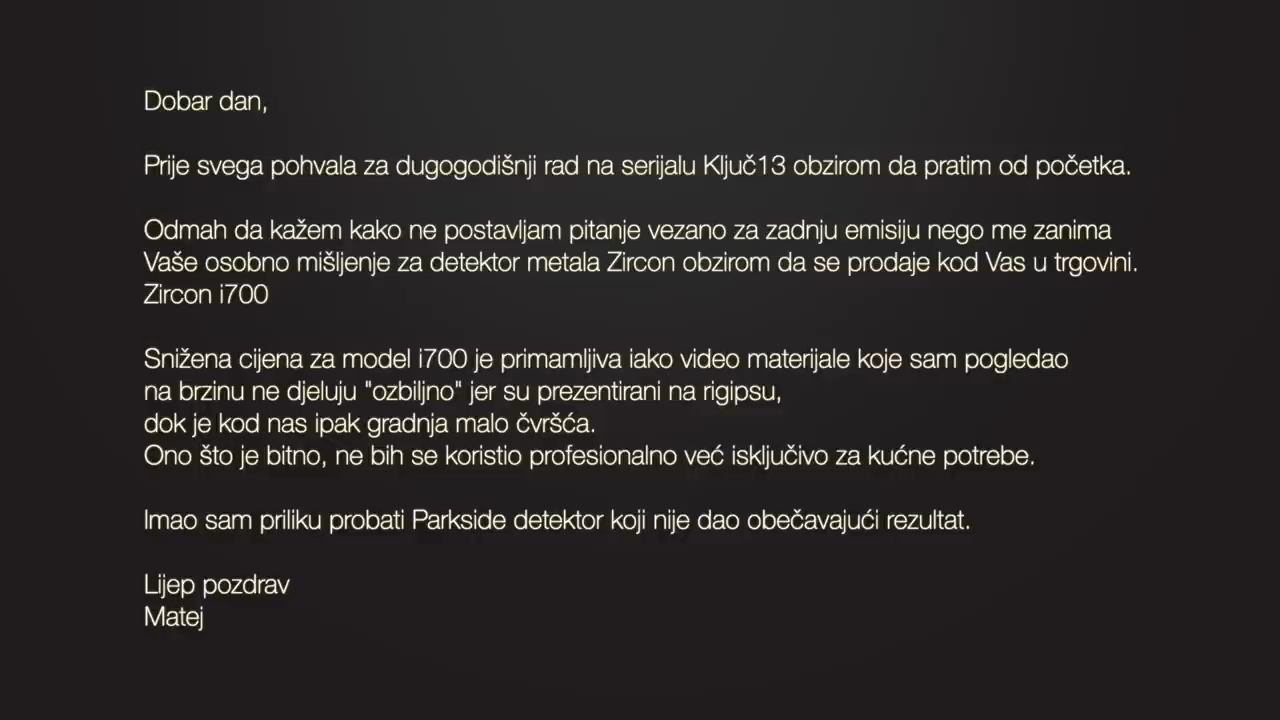 Dobar dan,
Prije svega pohvala za dugogodišnji rad na serijalu Ključ13 obzirom da pratim od početka.
Odmah da kažem kako ne postavljam pitanje vezano za zadnju emisiju nego me zanima
Vaše osobno mišljenje za detektor metala Zircon obzirom da se prodaje kod Vas u trgovini.
Zircon i700
Snižena cijena za model i700 je primamljiva iako video materijale koje sam pogledao
na brzinu ne djeluju "ozbiljno" jer su prezentirani na rigipsu,
dok je kod nas ipak gradnja malo čvršća.
Ono što je bitno, ne bih se koristio profesionalno već isključivo za kućne potrebe.
Imao sam priliku probati Parkside detektor koji nije dao obečavajući rezultat.
Lijep pozdrav
Matej